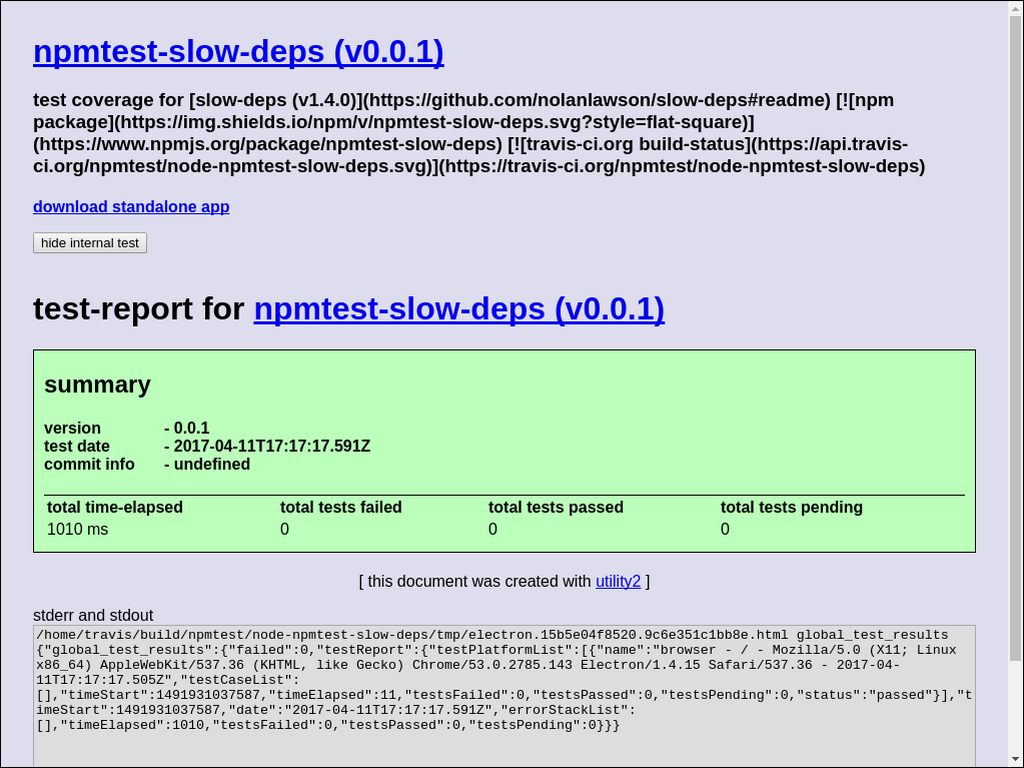 npmtest-slow-deps (v0.0.1)
test coverage for [slow-deps (v1.4.0)](https://github.com/nolanlawson/slow-deps#readme) [![npm
package](https://img.shields.io/npm/v/npmtest-slow-deps.svg?style=flat-square)]
(https://www.npmjs.org/package/npmtest-slow-deps) [![travis-ci.org build-status](https://api.travis-
ci.org/npmtest/node-npmtest-slow-deps.svg)](https://travis-ci.org/npmtest/node-npmtest-slow-deps)
download standalone app
hide internal test
test-report for npmtest-slow-deps (v0.0.1)
summary
version - 0.0.1
test date - 2017-04-11T17:17:17.591Z
commit info - undefined
total time-elapsed total tests failed total tests passed total tests pending
1010 ms 0 0 0
[ this document was created with utility2 ]
stderr and stdout
/home/travis/build/npmtest/node-npmtest-slow-deps/tmp/electron.15b5e04f8520.9c6e351c1bb8e.html global_test_results
{"global_test_results":{"failed":0,"testReport":{"testPlatformList":[{"name":"browser - / - Mozilla/5.0 (X11; Linux
x86_64) AppleWebKit/537.36 (KHTML, like Gecko) Chrome/53.0.2785.143 Electron/1.4.15 Safari/537.36 - 2017-04-
11T17:17:17.505Z","testCaseList":
[],"timeStart":1491931037587,"timeElapsed":11,"testsFailed":0,"testsPassed":0,"testsPending":0,"status":"passed"}],"t
imeStart":1491931037587,"date":"2017-04-11T17:17:17.591Z","errorStackList":
[],"timeElapsed":1010,"testsFailed":0,"testsPassed":0,"testsPending":0}}}